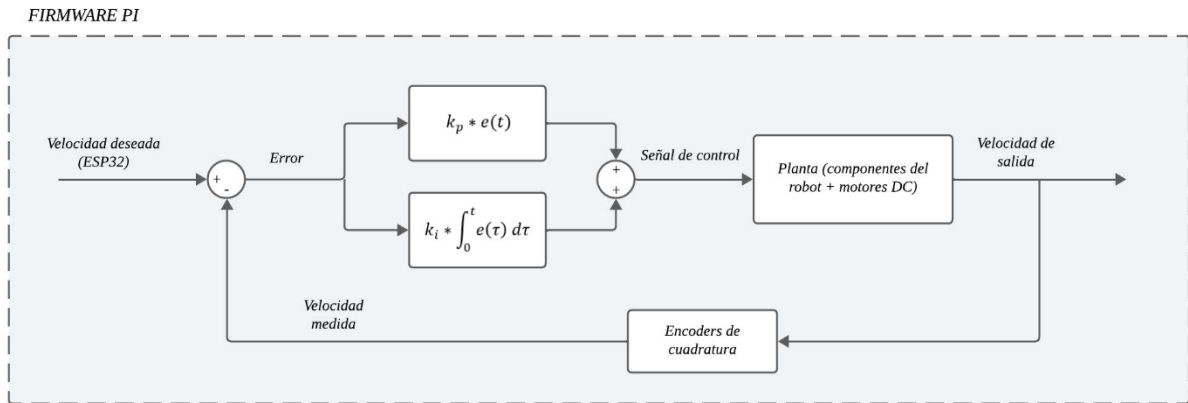 FIRMWARE PI
Velocidad deseada
(ESP32)
+
-
Error
k_p * e(t)
k_i * ∫_0^t e(τ) dτ
+
+
Señal de control
Planta (componentes del
robot + motores DC)
Velocidad de
salida
Velocidad
medida
Encoders de
cuadratura